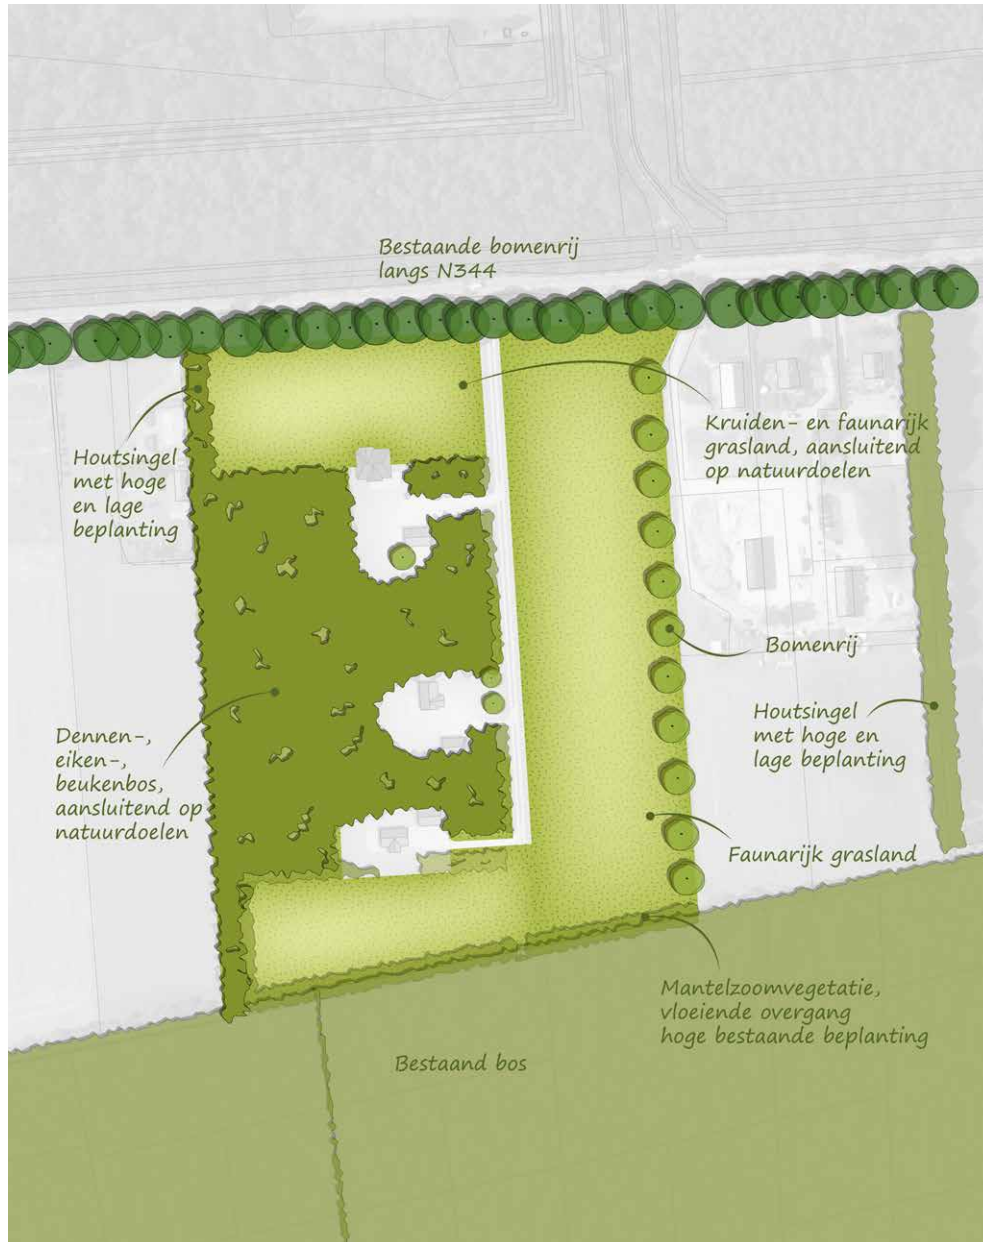 Bestaande bomenrij
langs N344
Kruiden- en faunarijk
grasland, aansluitend
op natuurdoelen
Houtsingel
met hoge
en lage
beplanting
Bomenrij
Houtsingel
met hoge en
lage beplanting
Dennen-,
eiken-,
beukenbos,
aansluitend op
natuurdoelen
Faunarijk grasland
Mantelzoomvegetatie,
vloeiende overgang
hoge bestaande beplanting
Bestaand bos